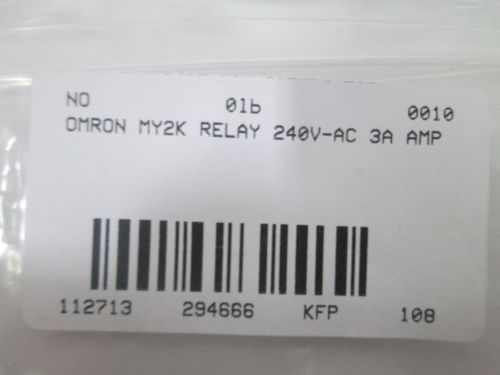 NO 01b 0010
OMRON MY2K RELAY 240V-AC 3A AMP
112713 294666 KFP 108